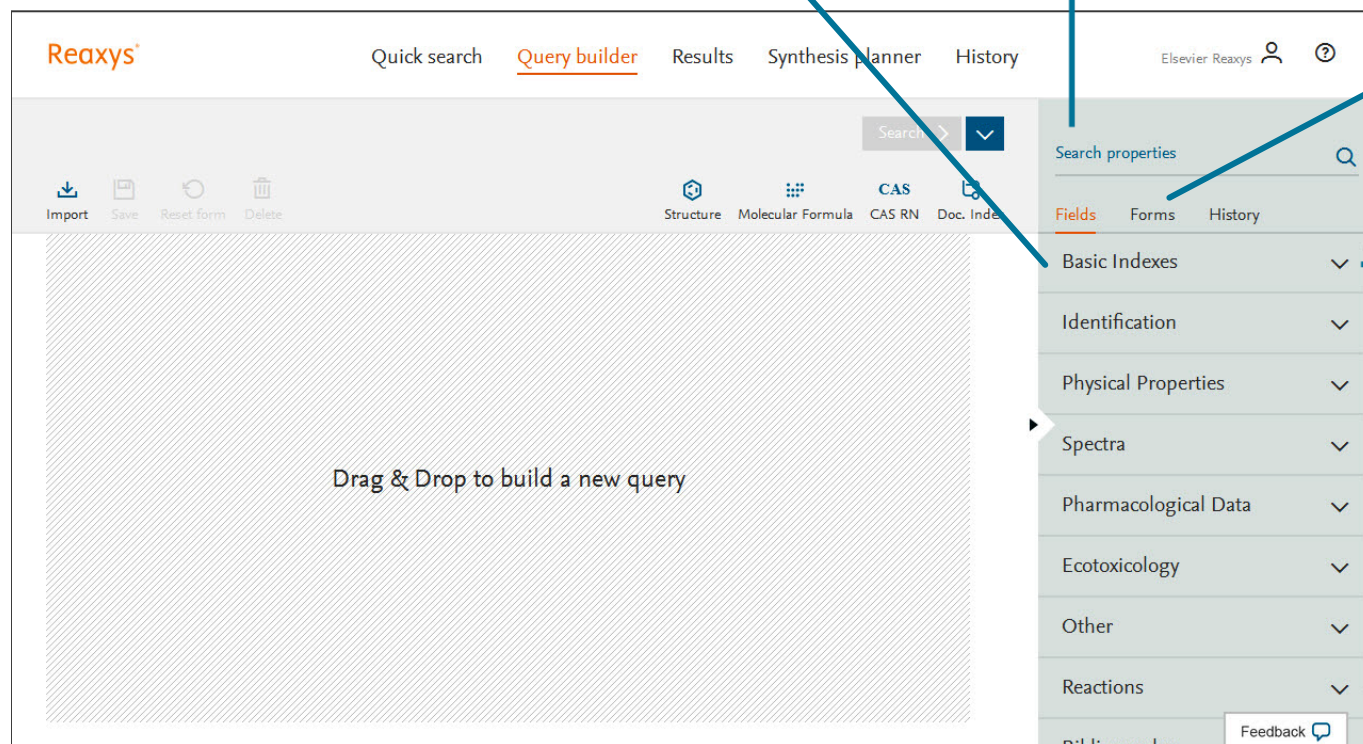 Reaxys®
Quick search Query builder Results Synthesis planner History
Elsevier Reaxys
Search
Search properties
Import Save Reset form Delete
Structure Molecular Formula CAS CAS RN Doc. Index
Fields Forms History
Basic Indexes
Identification
Physical Properties
Spectra
Drag & Drop to build a new query
Pharmacological Data
Ecotoxicology
Other
Reactions
Feedback